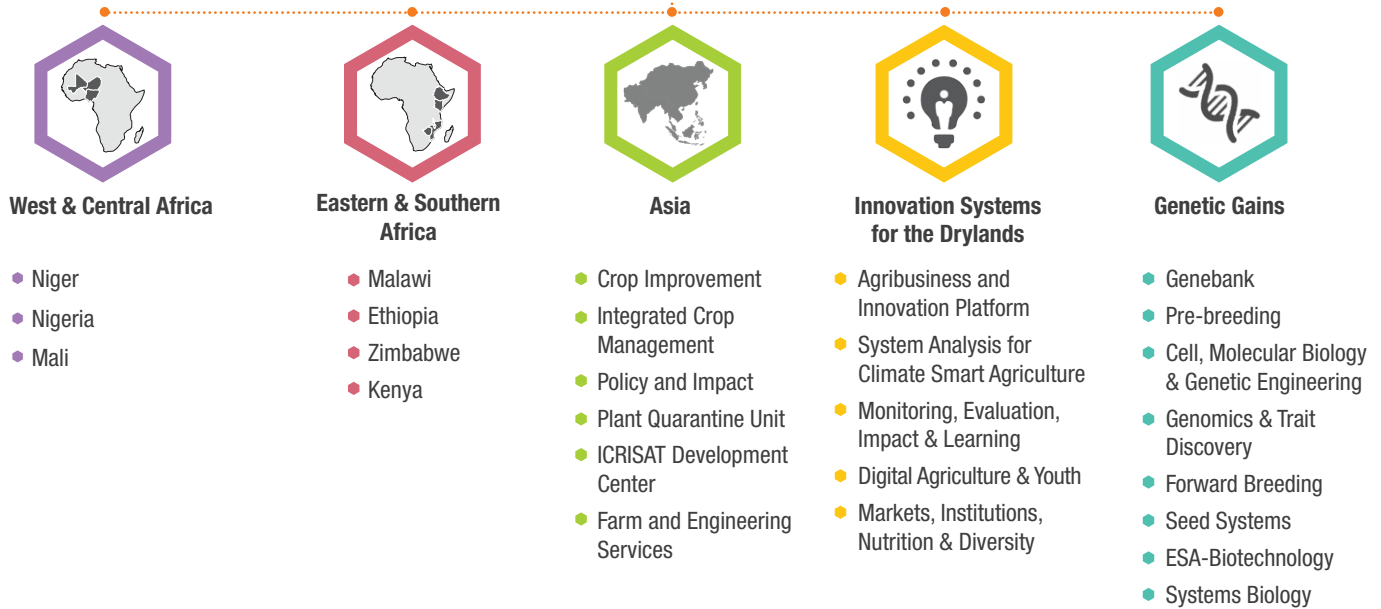 West & Central Africa
Niger
Nigeria
Mali
Eastern & Southern
Africa
Malawi
Ethiopia
Zimbabwe
Kenya
Asia
Crop Improvement
Integrated Crop
Management
Policy and Impact
Plant Quarantine Unit
ICRISAT Development
Center
Farm and Engineering
Services
Innovation Systems
for the Drylands
Agribusiness and
Innovation Platform
System Analysis for
Climate Smart Agriculture
Monitoring, Evaluation,
Impact & Learning
Digital Agriculture & Youth
Markets, Institutions,
Nutrition & Diversity
Genetic Gains
Genebank
Pre-breeding
Cell, Molecular Biology
& Genetic Engineering
Genomics & Trait
Discovery
Forward Breeding
Seed Systems
ESA-Biotechnology
Systems Biology